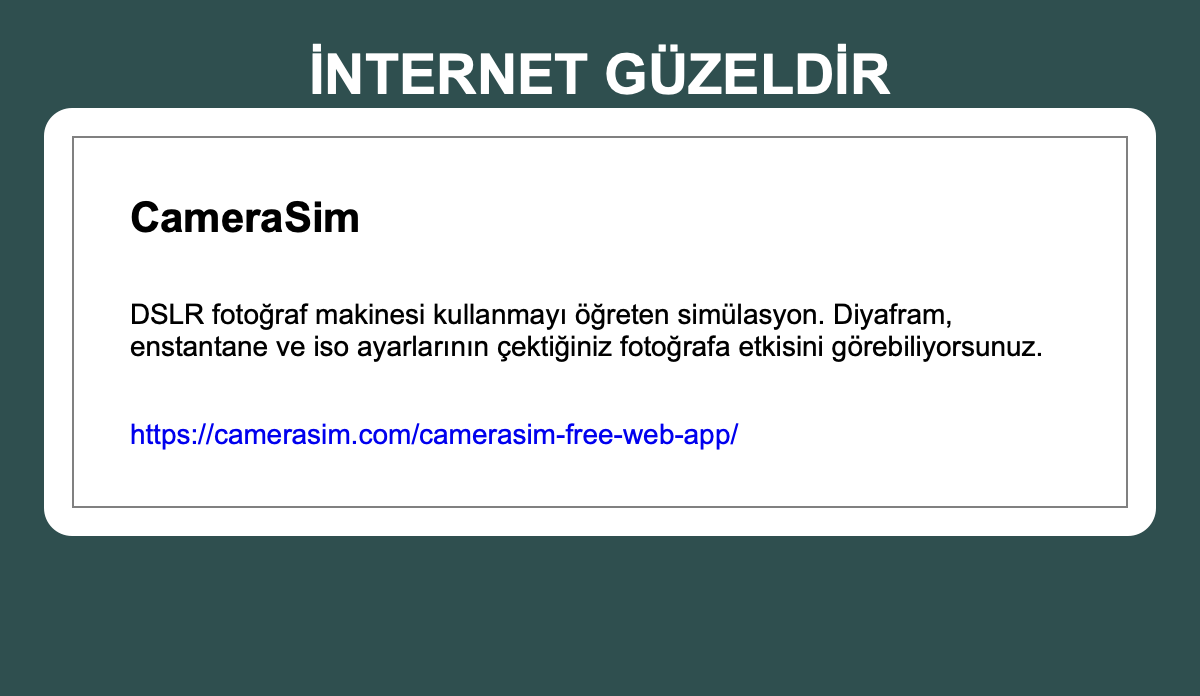 İNTERNET GÜZELDİR
CameraSim
DSLR fotoğraf makinesi kullanmayı öğreten simülasyon. Diyafram,
enstantane ve iso ayarlarının çektiğiniz fotoğrafa etkisini görebiliyorsunuz.
https://camerasim.com/camerasim-free-web-app/